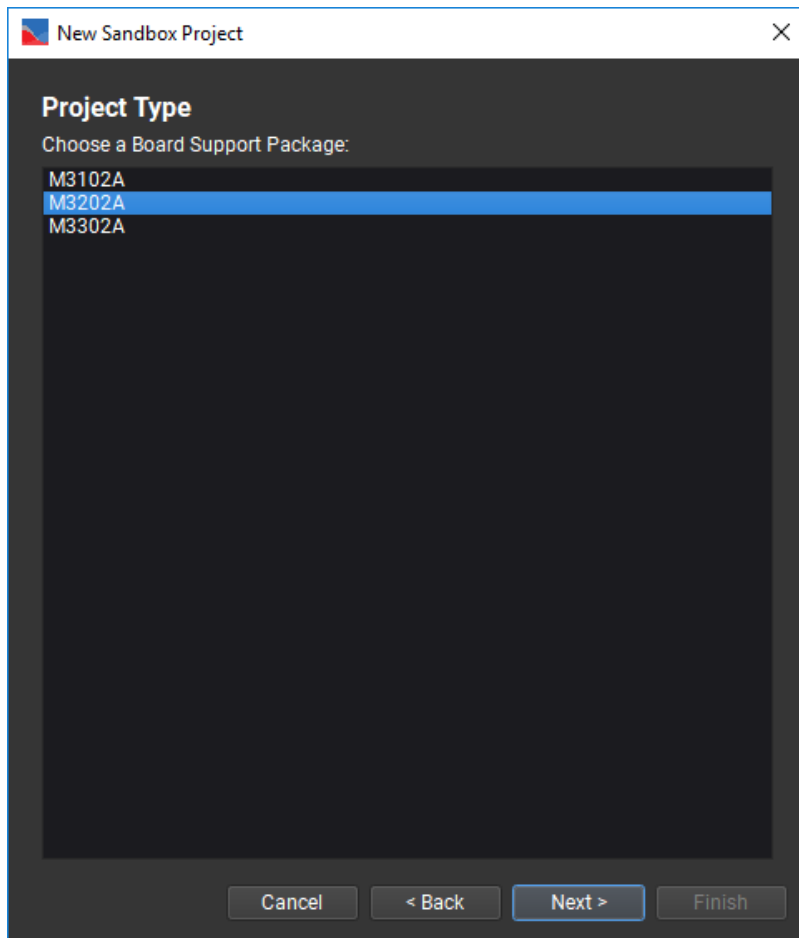 New Sandbox Project
Project Type
Choose a Board Support Package:
M3102A
M3202A
M3302A
Cancel
< Back
Next >
Finish